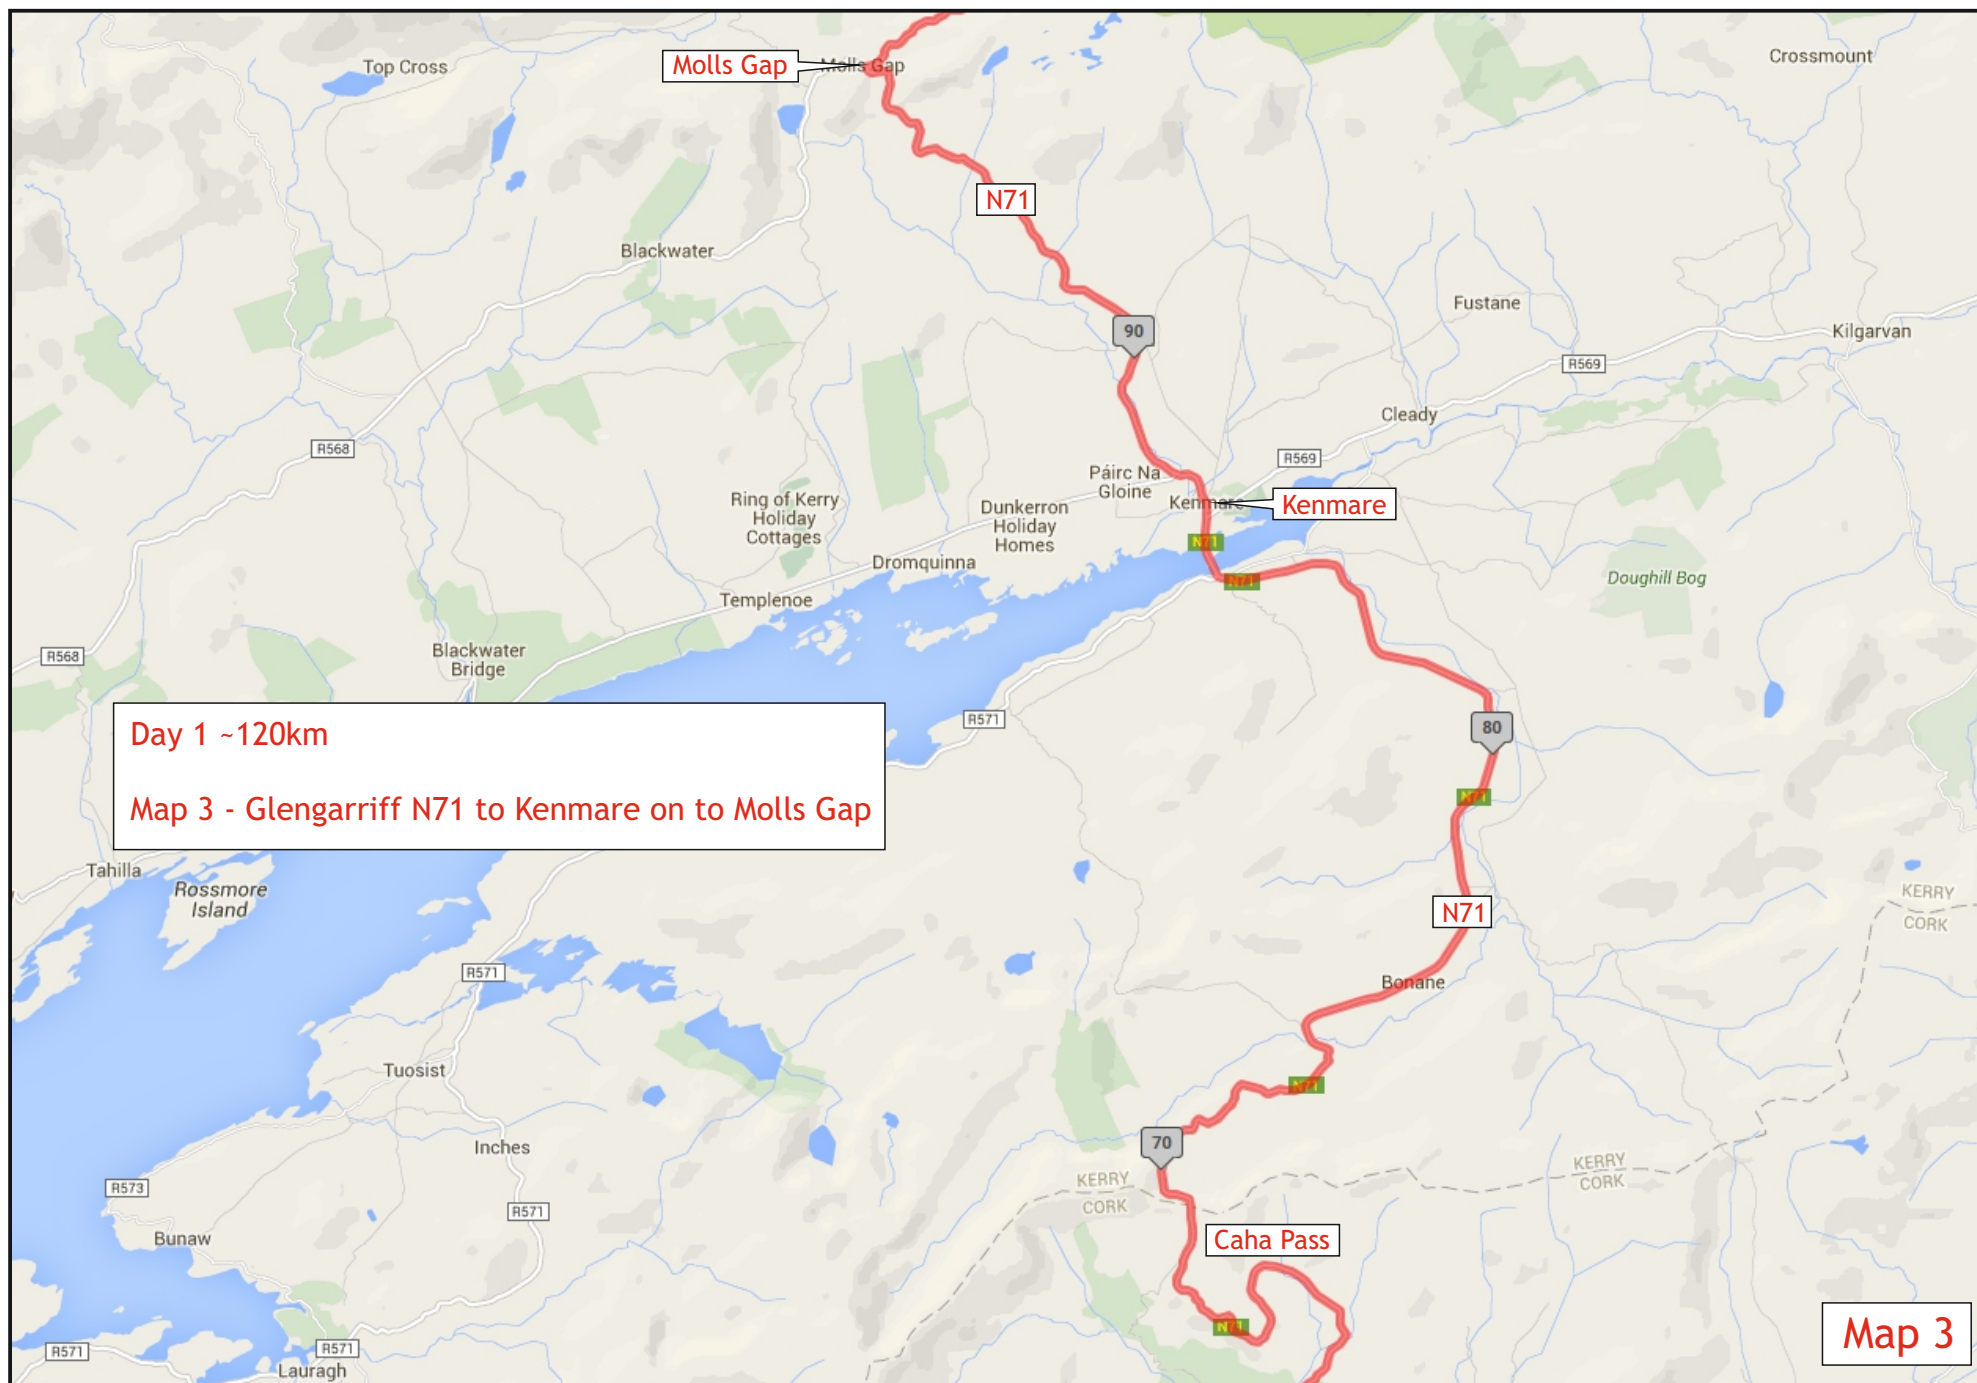 Molls Gap
Molls Gap
Top Cross
Crossmount
N71
Blackwater
90
Fustane
Kilgarvan
R569
Cleady
R568
R569
Páirc Na
Gloine
Ring of Kerry
Holiday
Cottages
Dunkerron
Holiday
Homes
Kenmare
Kenmare
N71
Dromquinna
N71
Doughill Bog
Templenoe
R568
Blackwater
Bridge
R571
80
Day 1 ~120km
Map 3 - Glengarriff N71 to Kenmare on to Molls Gap
N71
Tahilla
Rossmore
Island
KERRY
CORK
N71
R571
Bonane
Tuosist
N71
Inches
70
KERRY
CORK
KERRY
CORK
R573
R571
Bunaw
Caha Pass
N71
Map 3
R571
R571
Lauragh